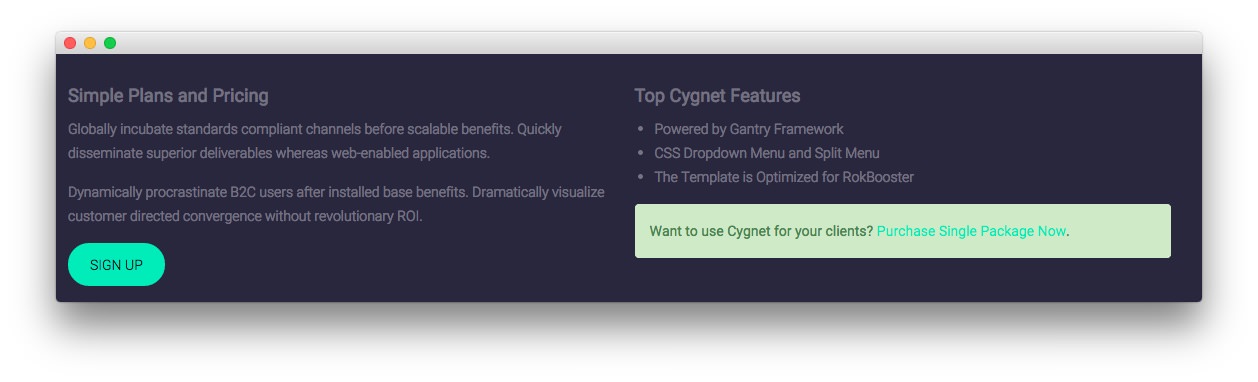 Simple Plans and Pricing
Globally incubate standards compliant channels before scalable benefits. Quickly
disseminate superior deliverables whereas web-enabled applications.
Dynamically procrastinate B2C users after installed base benefits. Dramatically visualize
customer directed convergence without revolutionary ROI.
SIGN UP
Top Cygnet Features
• Powered by Gantry Framework
• CSS Dropdown Menu and Split Menu
• The Template is Optimized for RokBooster
Want to use Cygnet for your clients? Purchase Single Package Now.